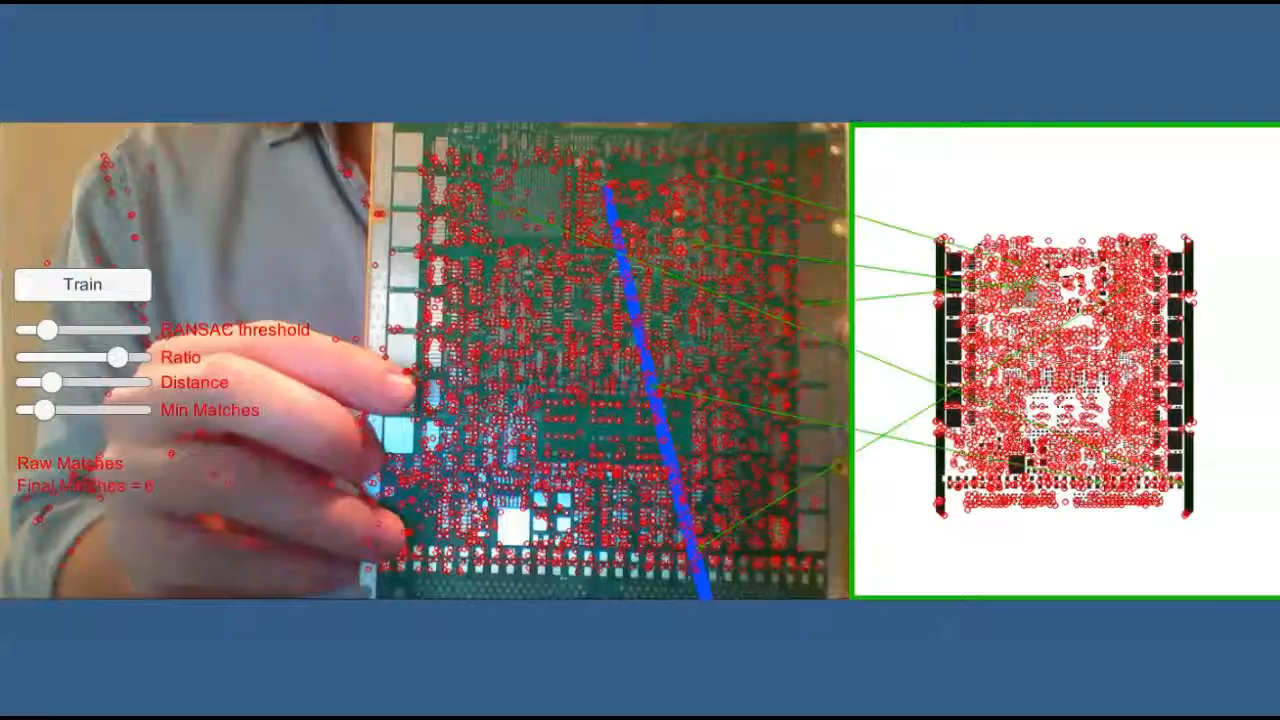 Train
RANSAC threshold
Ratio
Distance
Min Matches
Raw Matches
Final Matches = 6